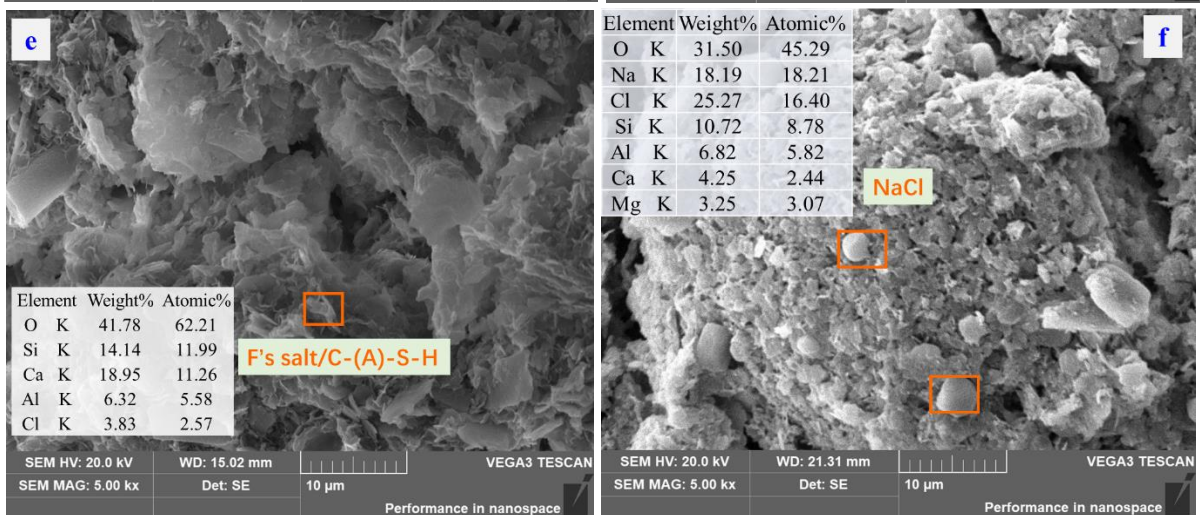 e
Element Weight% Atomic%
O K 41.78 62.21
Si K 14.14 11.99
Ca K 18.95 11.26
Al K 6.32 5.58
Cl K 3.83 2.57
F's salt/C-(A)-S-H
SEM HV: 20.0 kV WD: 15.02 mm VEGA3 TESCAN
SEM MAG: 5.00 kx Det: SE 10 µm
Performance in nanospace
f
Element Weight% Atomic%
O K 31.50 45.29
Na K 18.19 18.21
Cl K 25.27 16.40
Si K 10.72 8.78
Al K 6.82 5.82
Ca K 4.25 2.44
Mg K 3.25 3.07
NaCl
SEM HV: 20.0 kV WD: 21.31 mm VEGA3 TESCAN
SEM MAG: 5.00 kx Det: SE 10 µm
Performance in nanospace